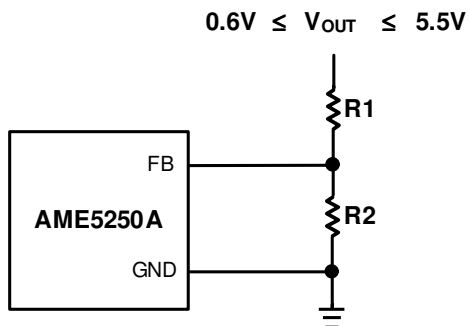 0.6V ≤ VOUT ≤ 5.5V
R1
FB
R2
AME5250A
GND